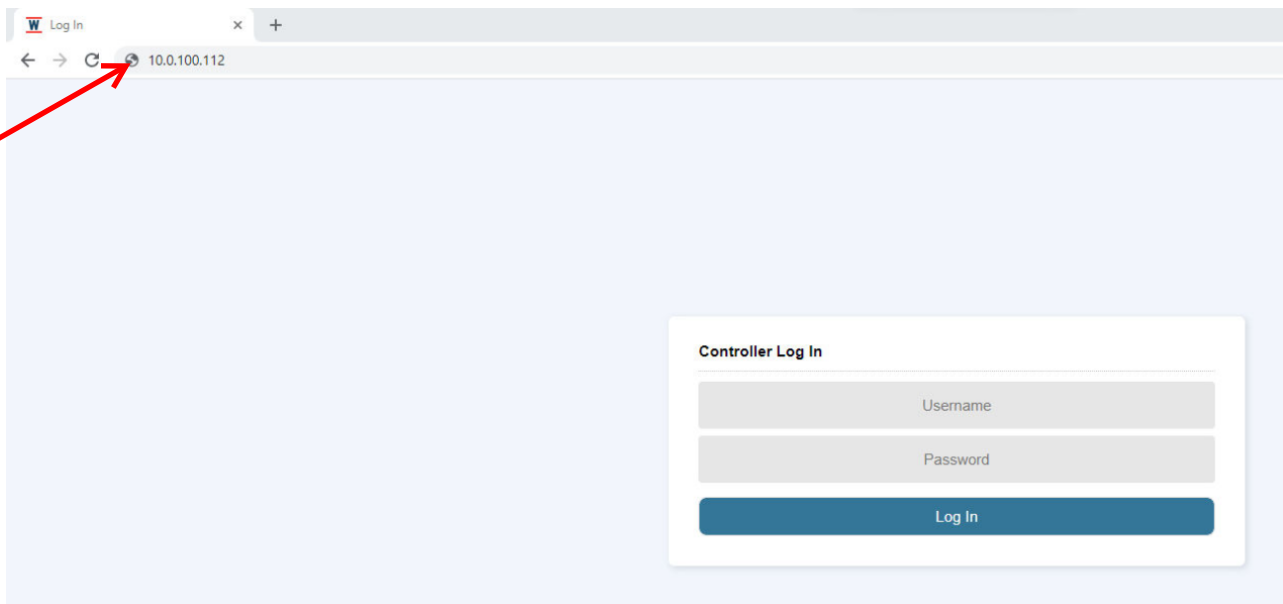 W Log In
10.0.100.112
Controller Log In
Username
Password
Log In